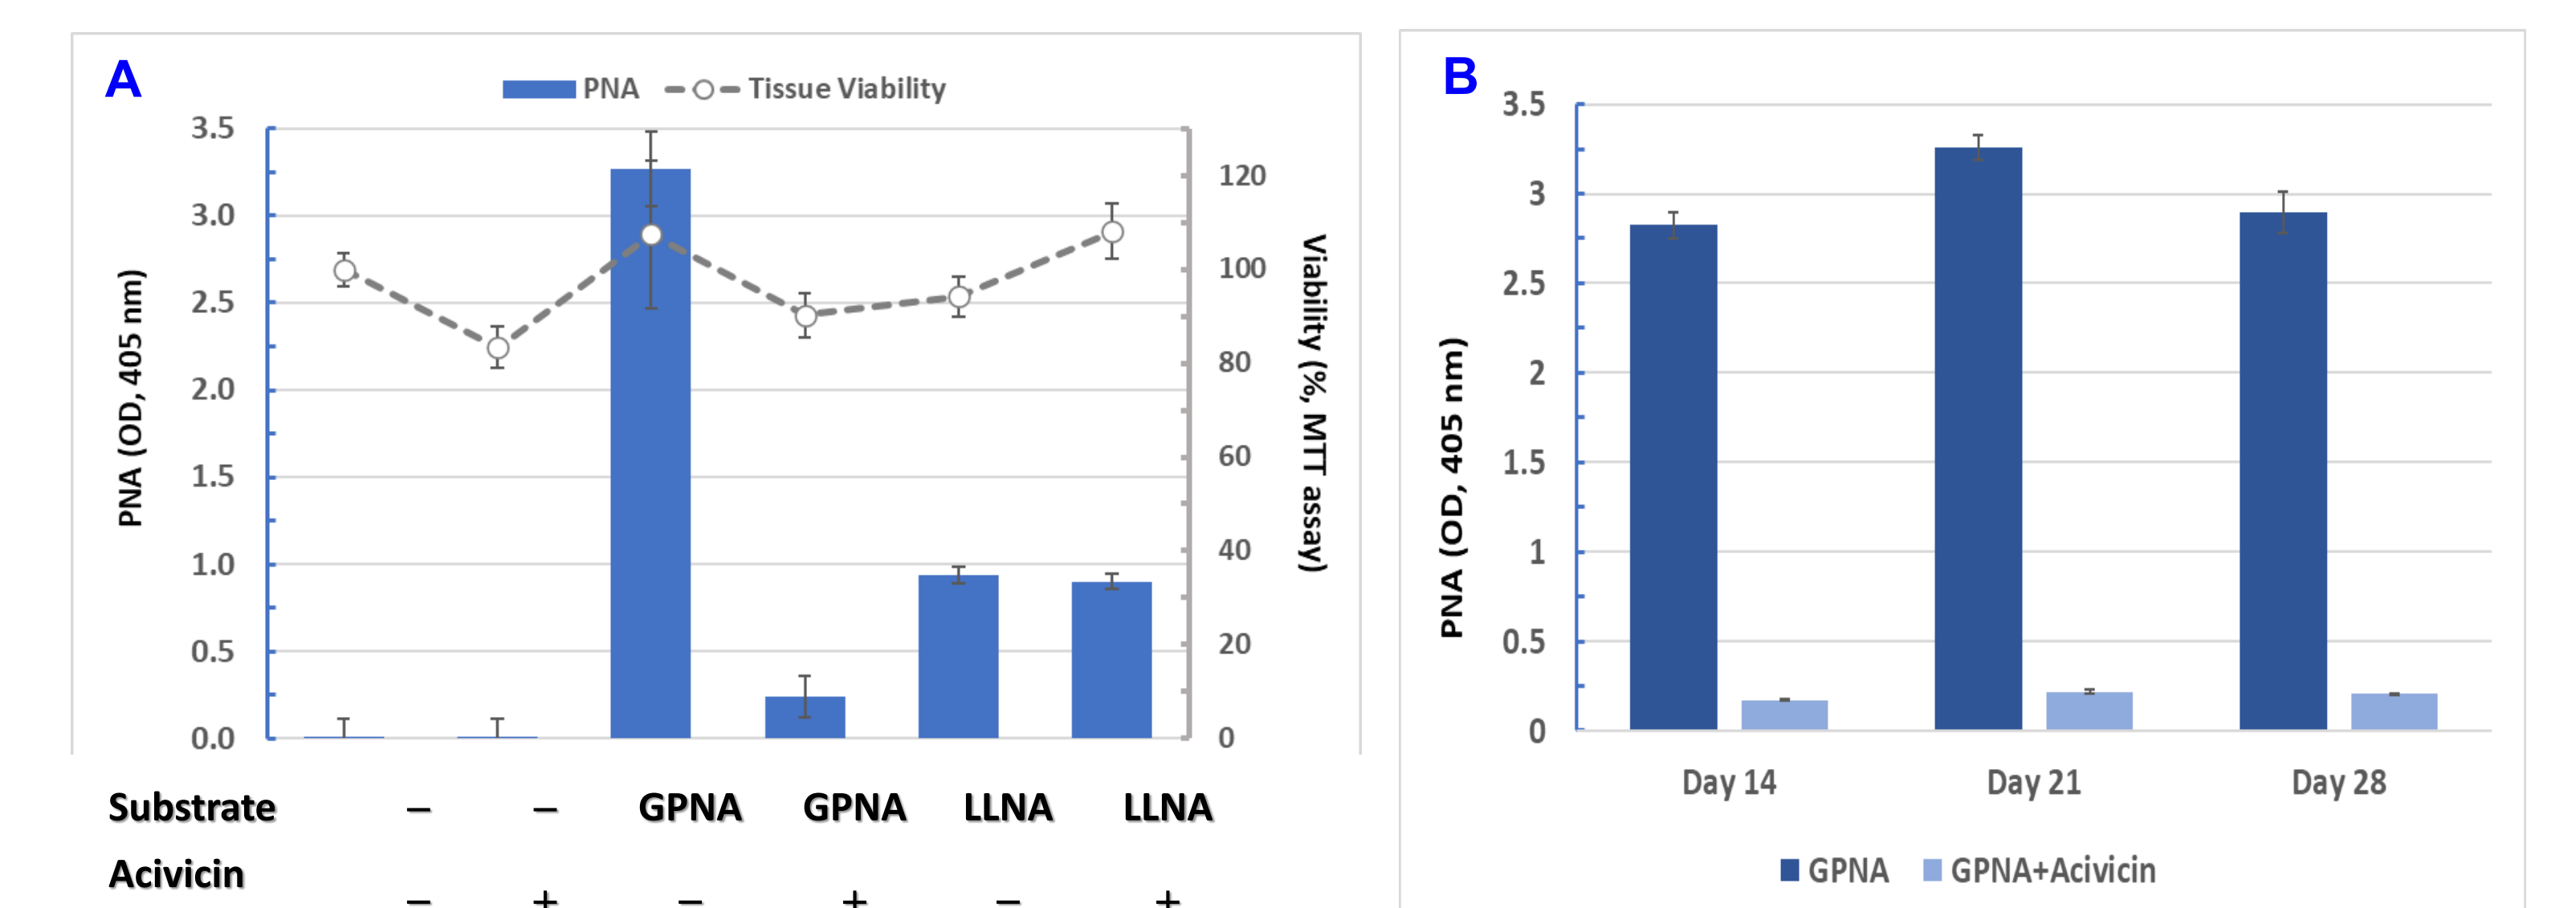 A
PNA Tissue Viability
3.5
3.0
2.5
2.0
1.5
1.0
0.5
0.0
PNA (OD, 405 nm)
120
100
80
60
40
20
0
Viability (%, MTT assay)
Substrate – – GPNA GPNA LLNA LLNA
Acivicin
– + – + – +
B
3.5
3
2.5
2
1.5
1
0.5
0
PNA (OD, 405 nm)
Day 14 Day 21 Day 28
GPNA GPNA+Acivicin